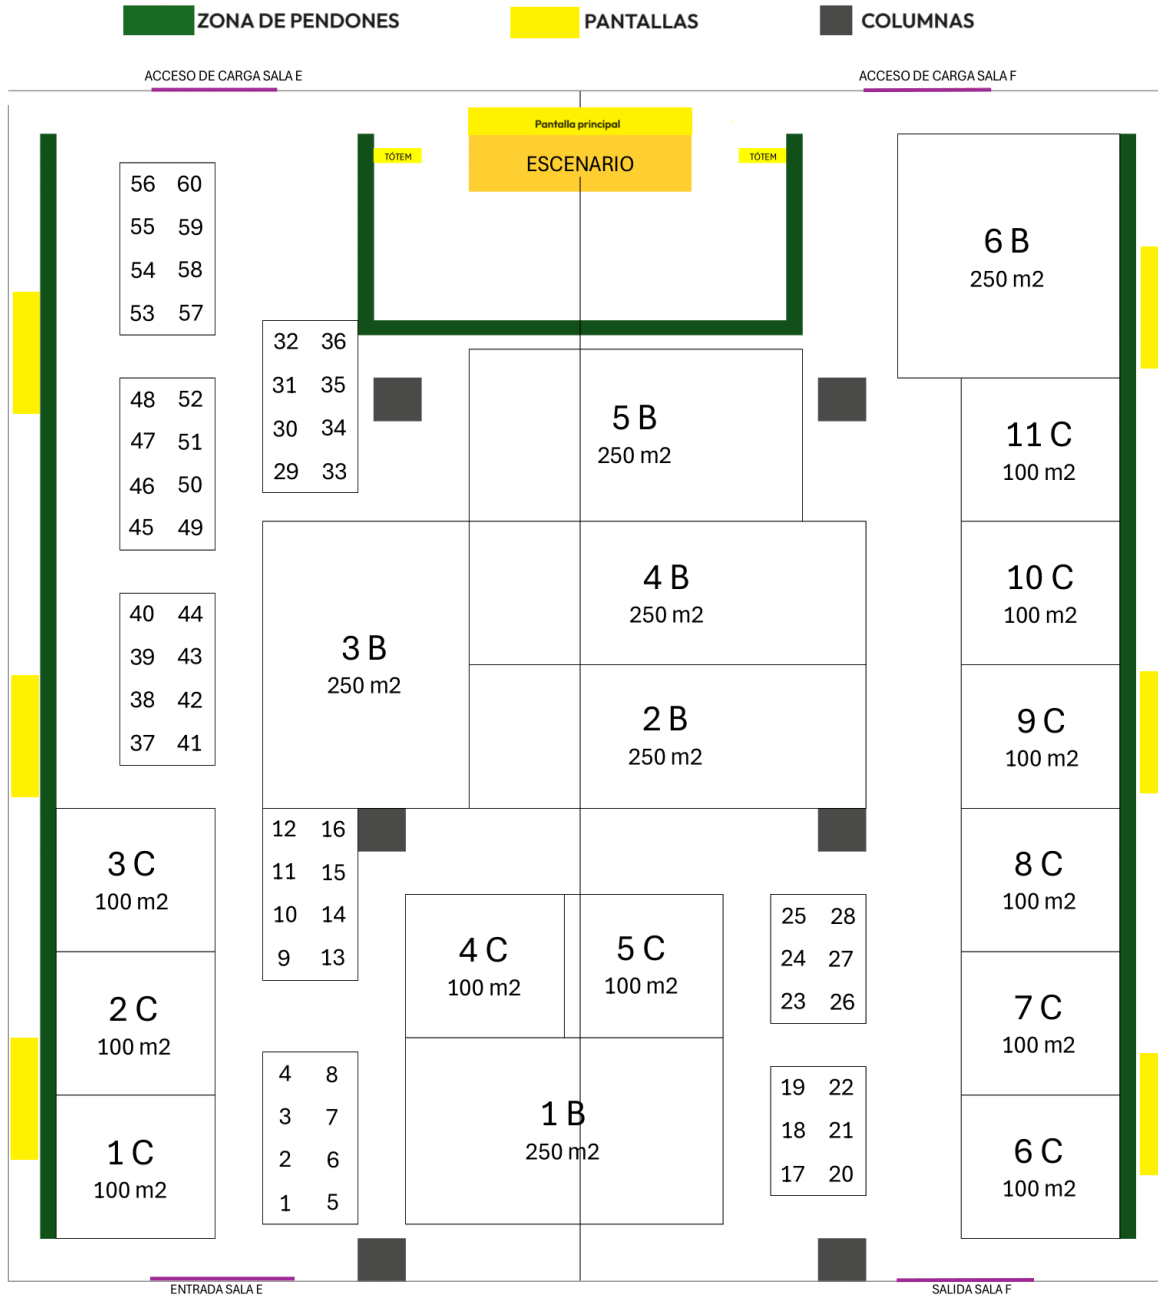 ZONA DE PENDONES
PANTALLAS
COLUMNAS
ACCESO DE CARGA SALA E
ACCESO DE CARGA SALA F
Pantalla principal
ESCENARIO
TÓTEM
TÓTEM
56 60
55 59
54 58
53 57
32 36
31 35
30 34
29 33
48 52
47 51
46 50
45 49
40 44
39 43
38 42
37 41
6 B
250 m2
5 B
250 m2
11 C
100 m2
4 B
250 m2
10 C
100 m2
3 B
250 m2
2 B
250 m2
9 C
100 m2
3 C
100 m2
12 16
11 15
10 14
9 13
4 C
100 m2
5 C
100 m2
25 28
24 27
23 26
8 C
100 m2
2 C
100 m2
7 C
100 m2
4 8
3 7
2 6
1 5
1 B
250 m2
19 22
18 21
17 20
1 C
100 m2
6 C
100 m2
ENTRADA SALA E
SALIDA SALA F